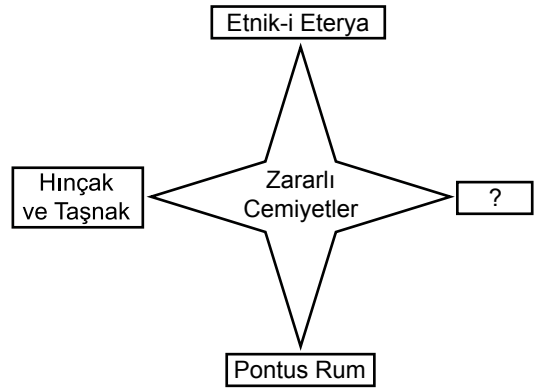 Etnik-i Eterya
Hınçak
ve Taşnak
Zararlı
Cemiyetler
?
Pontus Rum